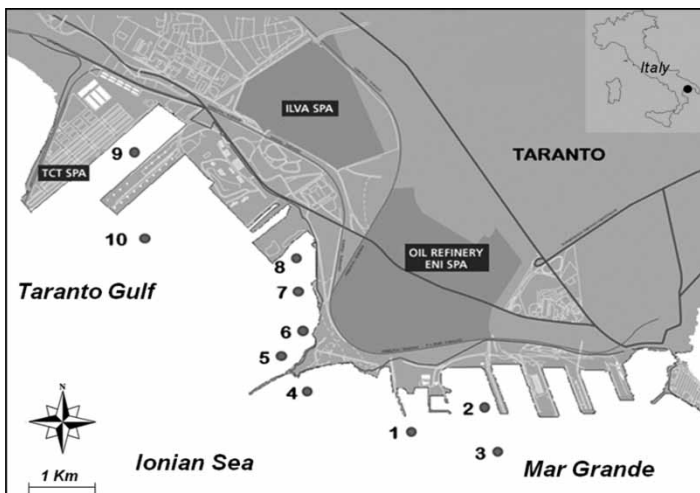 Italy
ILVA SPA
TARANTO
9
TCT SPA
10
OIL REFINERY
ENI SPA
8
Taranto Gulf
7
6
5
4
2
1
3
N
Ionian Sea
Mar Grande
1 Km